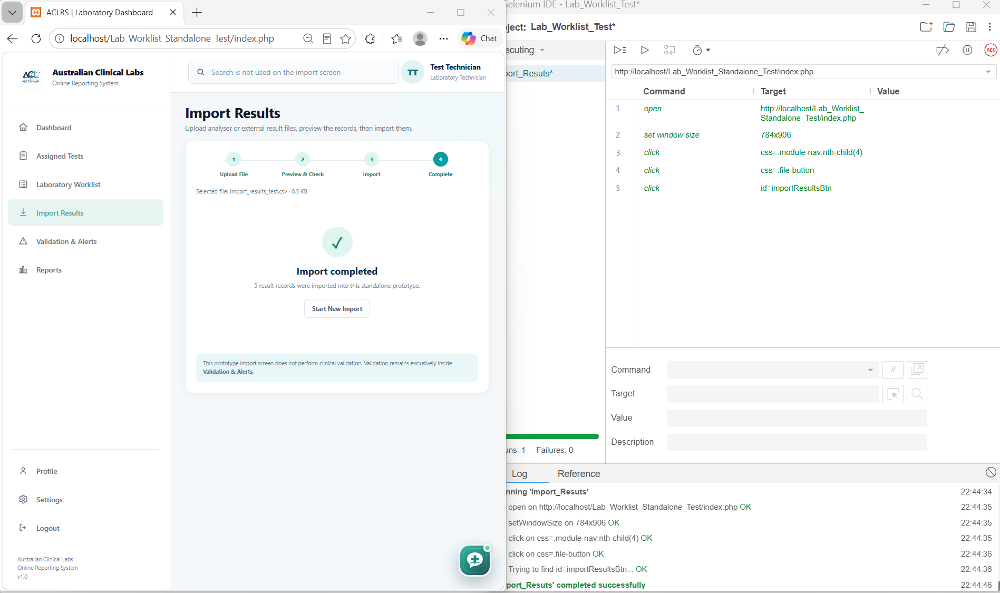 ACLRS | Laboratory Dashboard
localhost/Lab_Worklist_Standalone_Test/index.php
Chat
ACL
AUSTRALIAN
Australian Clinical Labs
Online Reporting System
Dashboard
Assigned Tests
Laboratory Worklist
Import Results
Validation & Alerts
Reports
Profile
Settings
Logout
Australian Clinical Labs
Online Reporting System
v1.0
Search is not used on the import screen
TT
Test Technician
Laboratory Technician
Import Results
Upload analyser or external result files, preview the records, then import them.
1
2
3
4
Upload File
Preview & Check
Import
Complete
Selected file: import_results_test.csv · 0.5 KB
Import completed
5 result records were imported into this standalone prototype.
Start New Import
This prototype import screen does not perform clinical validation. Validation remains exclusively inside
Validation & Alerts.
Selenium IDE - Lab_Worklist_Test*
ject: Lab_Worklist_Test*
ecuting
REC
port_Resuts*
http://localhost/Lab_Worklist_Standalone_Test/index.php
Command Target Value
1 open http://localhost/Lab_Worklist_
Standalone_Test/index.php
2 set window size 784x906
3 click css=.module-nav:nth-child(4)
4 click css=.file-button
5 click id=importResultsBtn
Command
//
Target
Value
Description
uns: 1 Failures: 0
Log Reference
nning 'Import_Resuts' 22:44:34
open on http://localhost/Lab_Worklist_Standalone_Test/index.php OK 22:44:35
setWindowSize on 784x906 OK 22:44:35
click on css=.module-nav:nth-child(4) OK 22:44:35
click on css=.file-button OK 22:44:36
Trying to find id=importResultsBtn... OK 22:44:36
port_Resuts' completed successfully 22:44:46